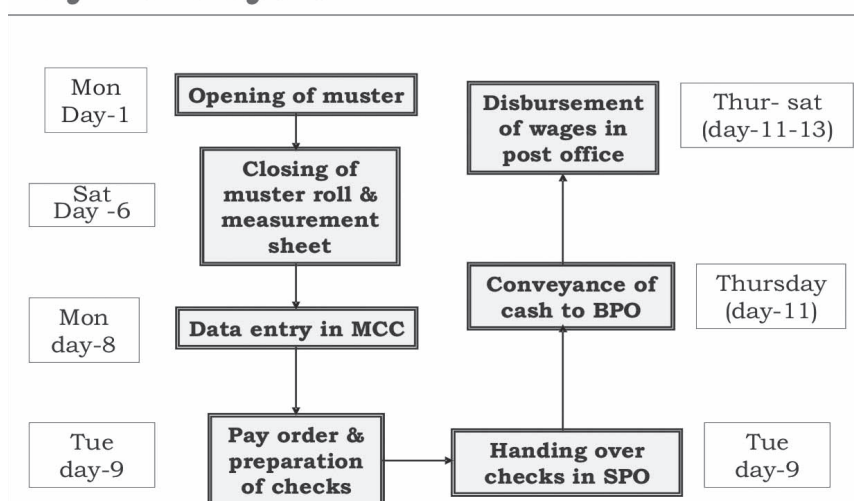 Mon
Day-1
Opening of muster
Sat
Day -6
Closing of
muster roll &
measurement
sheet
Mon
day-8
Data entry in MCC
Tue
day-9
Pay order &
preparation
of checks
Handing over
checks in SPO
Tue
day-9
Conveyance of
cash to BPO
Thursday
(day-11)
Disbursement
of wages in
post office
Thur- sat
(day-11-13)